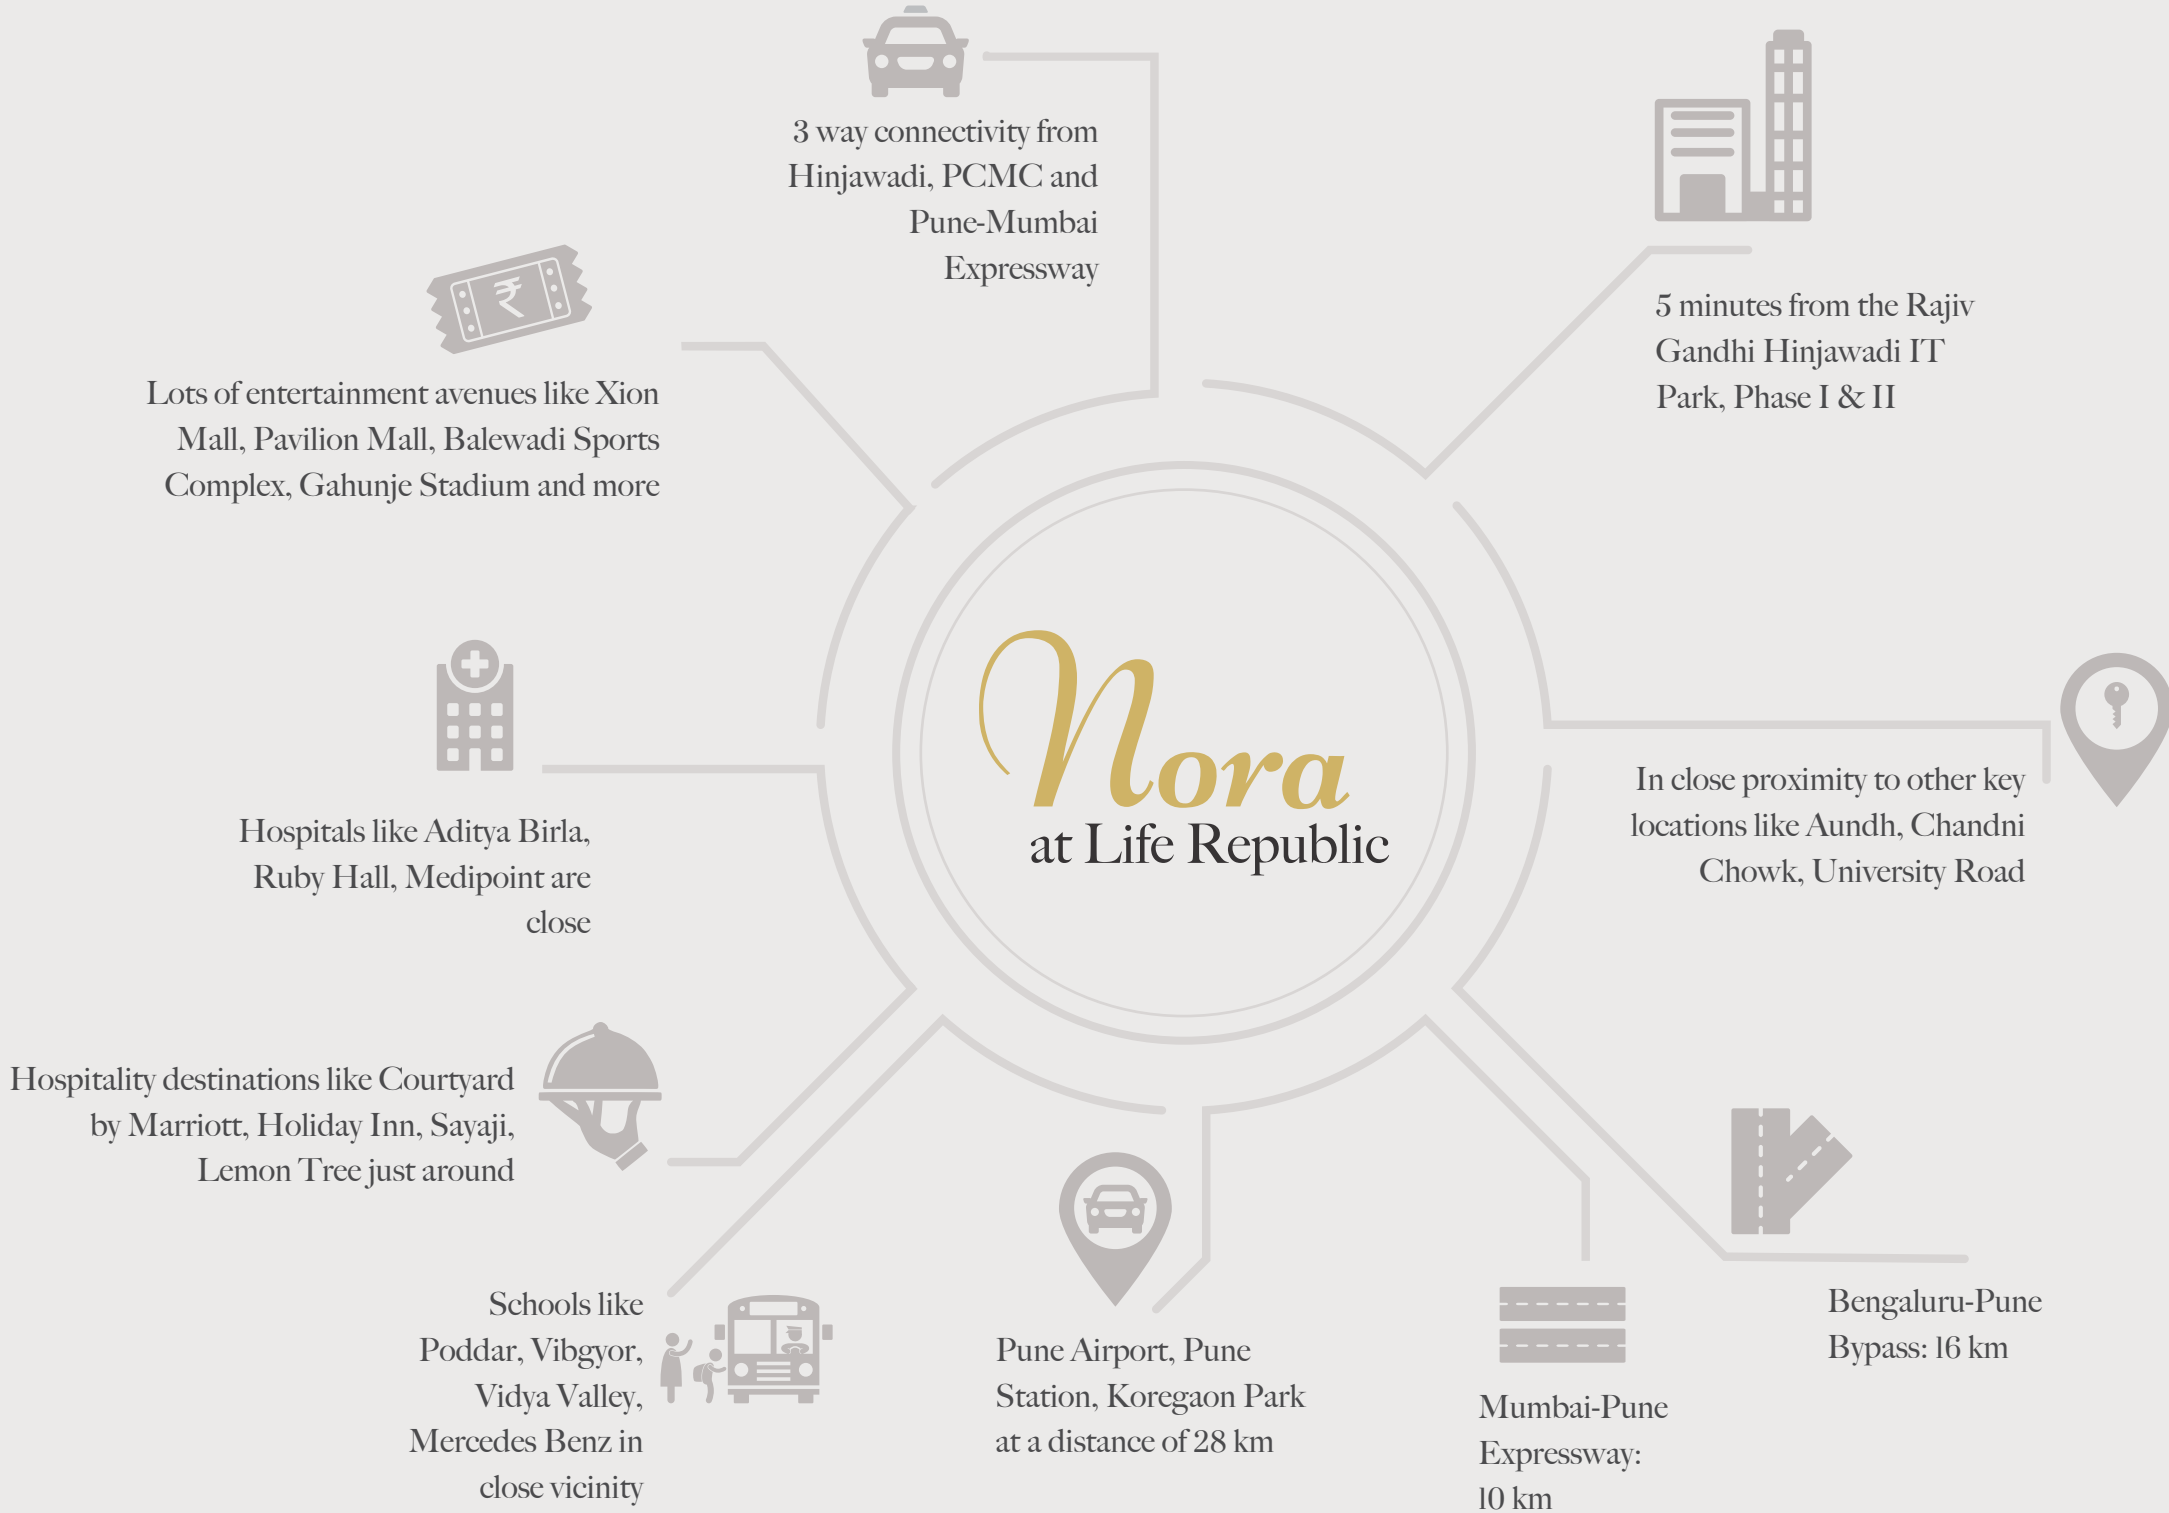 3 way connectivity from
Hinjawadi, PCMC and
Pune-Mumbai
Expressway
5 minutes from the Rajiv
Gandhi Hinjawadi IT
Park, Phase I & II
Lots of entertainment avenues like Xion
Mall, Pavilion Mall, Balewadi Sports
Complex, Gahunje Stadium and more
₹
Nora
at Life Republic
In close proximity to other key
locations like Aundh, Chandni
Chowk, University Road
Hospitals like Aditya Birla,
Ruby Hall, Medipoint are
close
Hospitality destinations like Courtyard
by Marriott, Holiday Inn, Sayaji,
Lemon Tree just around
Schools like
Poddar, Vibgyor,
Vidya Valley,
Mercedes Benz in
close vicinity
Pune Airport, Pune
Station, Koregaon Park
at a distance of 28 km
Mumbai-Pune
Expressway:
10 km
Bengaluru-Pune
Bypass: 16 km